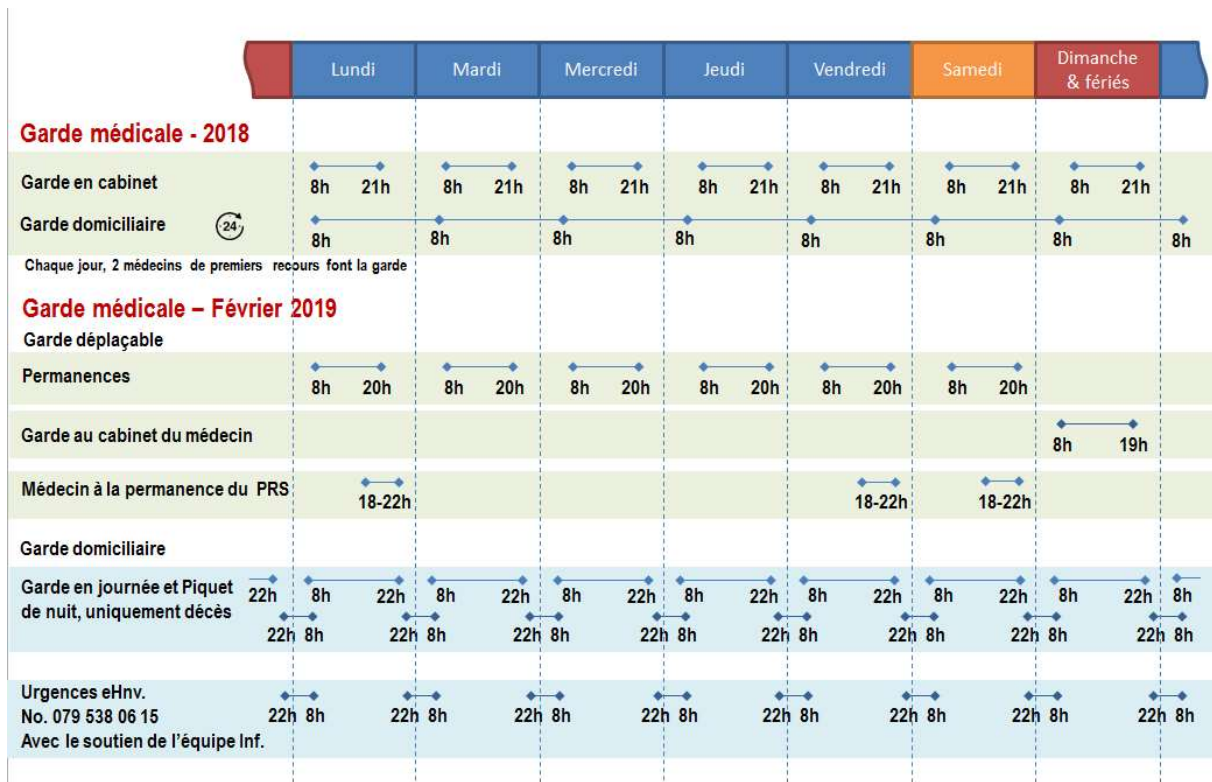 Lundi Mardi Mercredi Jeudi Vendredi Samedi Dimanche
& fériés
Garde médicale - 2018
Garde en cabinet
8h 21h 8h 21h 8h 21h 8h 21h 8h 21h 8h 21h 8h 21h
Garde domiciliaire 24
8h 8h 8h 8h 8h 8h 8h 8h
Chaque jour, 2 médecins de premiers recours font la garde
Garde médicale – Février 2019
Garde déplaçable
Permanences
8h 20h 8h 20h 8h 20h 8h 20h 8h 20h 8h 20h
Garde au cabinet du médecin
8h 19h
Médecin à la permanence du PRS
18-22h 18-22h 18-22h
Garde domiciliaire
Garde en journée et Piquet
22h 8h 22h 8h 22h 8h 22h 8h 22h 8h 22h 8h 22h 8h 22h 8h
de nuit, uniquement décès
22h 8h 22h 8h 22h 8h 22h 8h 22h 8h 22h 8h 22h 8h 22h 8h
Urgences eHnv.
No. 079 538 06 15
22h 8h 22h 8h 22h 8h 22h 8h 22h 8h 22h 8h 22h 8h 22h 8h
Avec le soutien de l'équipe Inf.